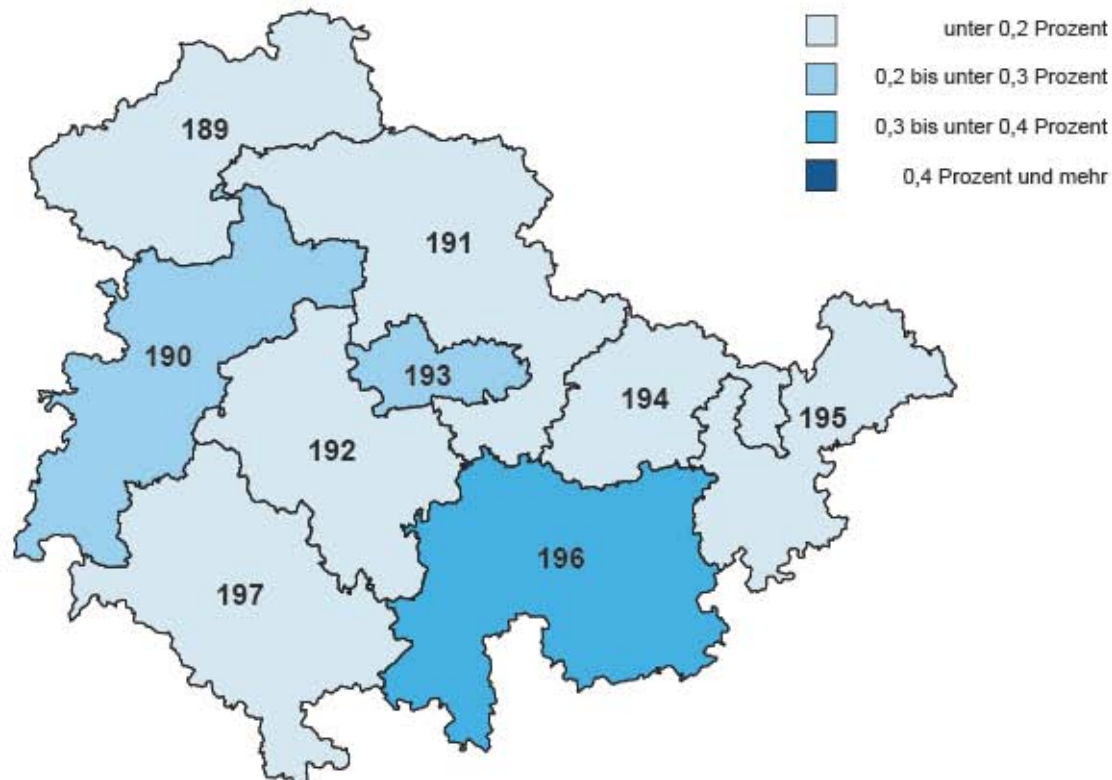 unter 0,2 Prozent
0,2 bis unter 0,3 Prozent
0,3 bis unter 0,4 Prozent
0,4 Prozent und mehr
189
191
190
193
194
195
192
196
197